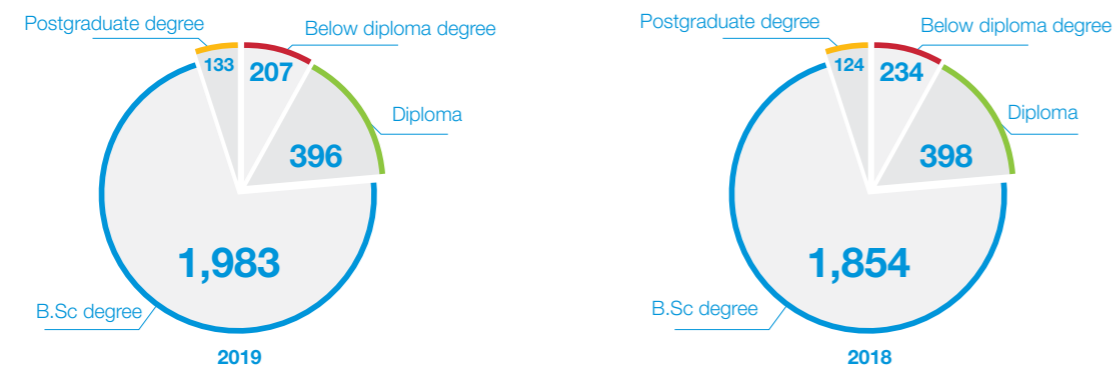 Postgraduate degree
Below diploma degree
133
207
Diploma
396
1,983
B.Sc degree
2019
Postgraduate degree
Below diploma degree
124
234
Diploma
398
1,854
B.Sc degree
2018